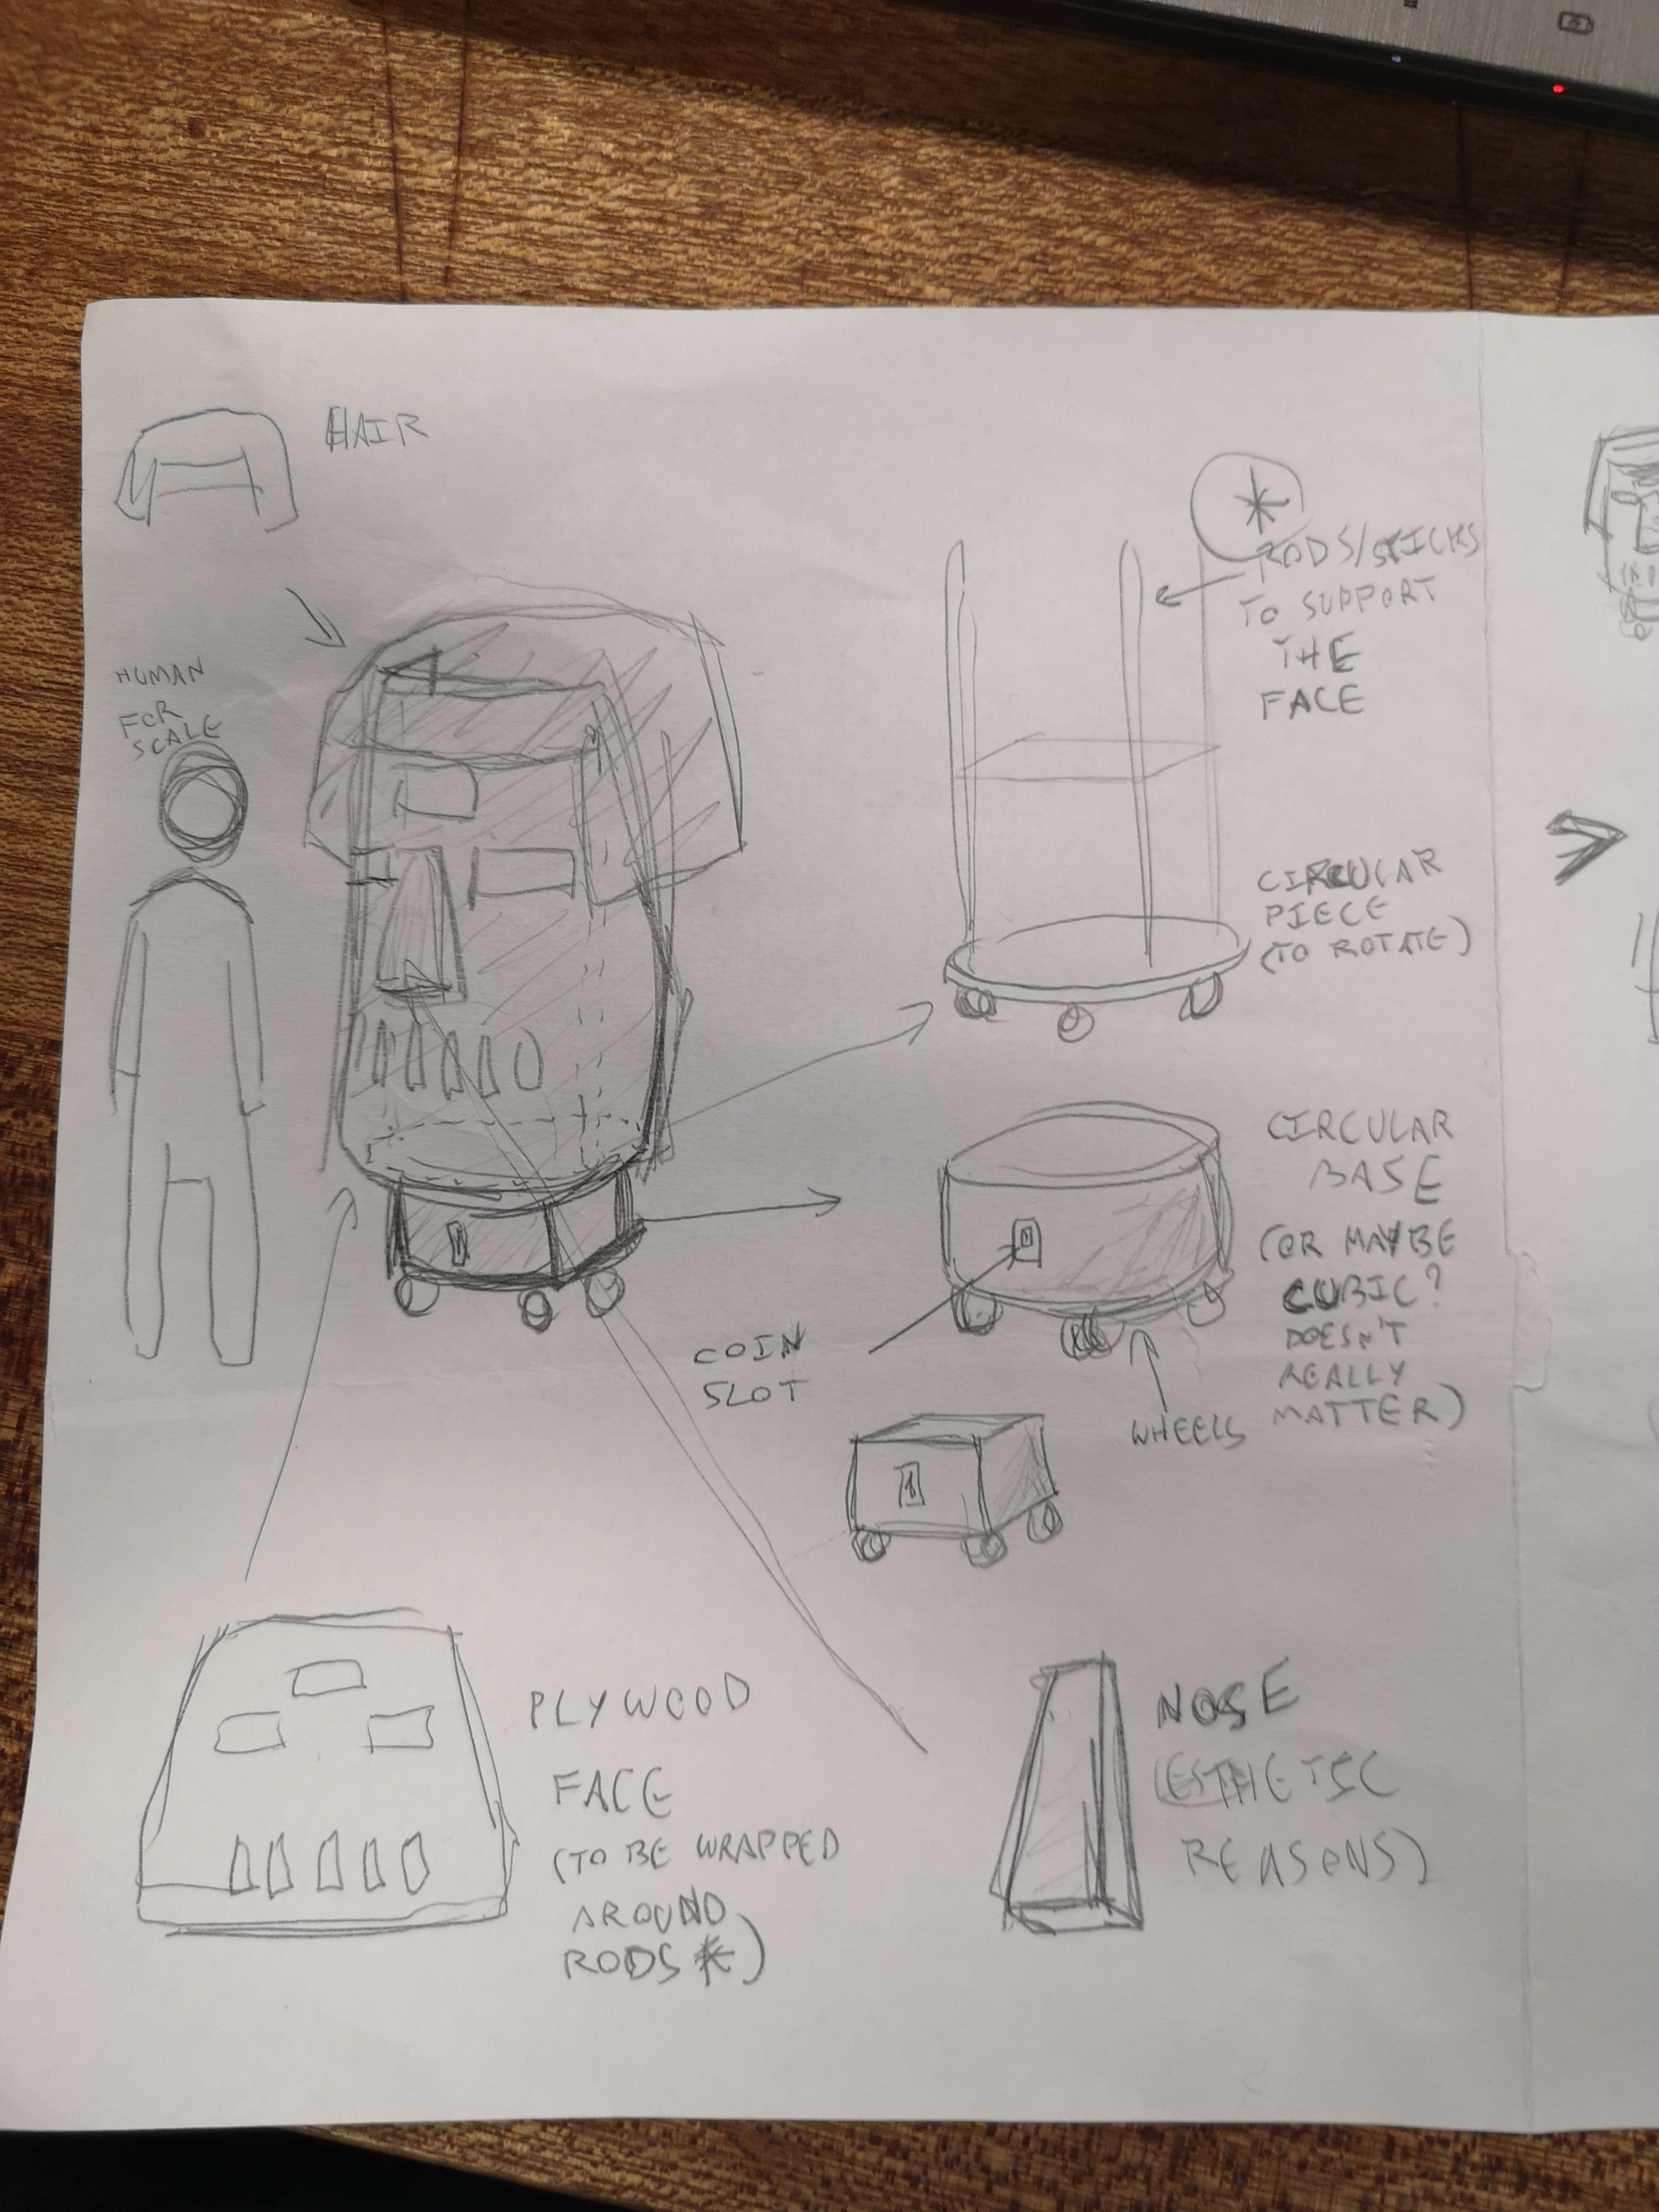 HAIR
RODS/STICKS
TO SUPPORT
THE
FACE
HUMAN
FOR
SCALE
CIRCULAR
PIECE
(TO ROTATE)
CIRCULAR
BASE
(OR MAYBE
CUBIC?
DOESN'T
REALLY
MATTER)
COIN
SLOT
WHEELS
PLYWOOD
FACE
(TO BE WRAPPED
AROUND
RODS *)
NOSE
(ESTHETIC
REASONS)